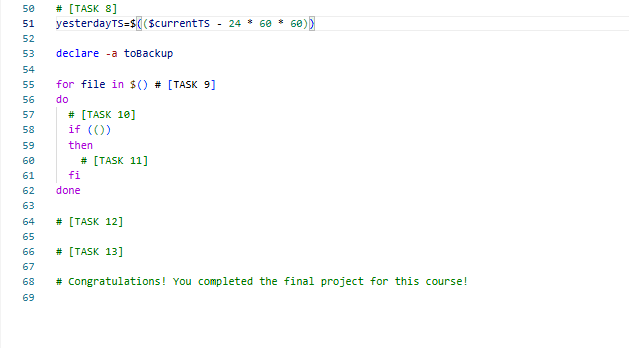 50 # [TASK 8]
51 yesterdayTS=$(($currentTS - 24 * 60 * 60))
52
53 declare -a toBackup
54
55 for file in $() # [TASK 9]
56 do
57 # [TASK 10]
58 if (())
59 then
60 # [TASK 11]
61 fi
62 done
63
64 # [TASK 12]
65
66 # [TASK 13]
67
68 # Congratulations! You completed the final project for this course!
69